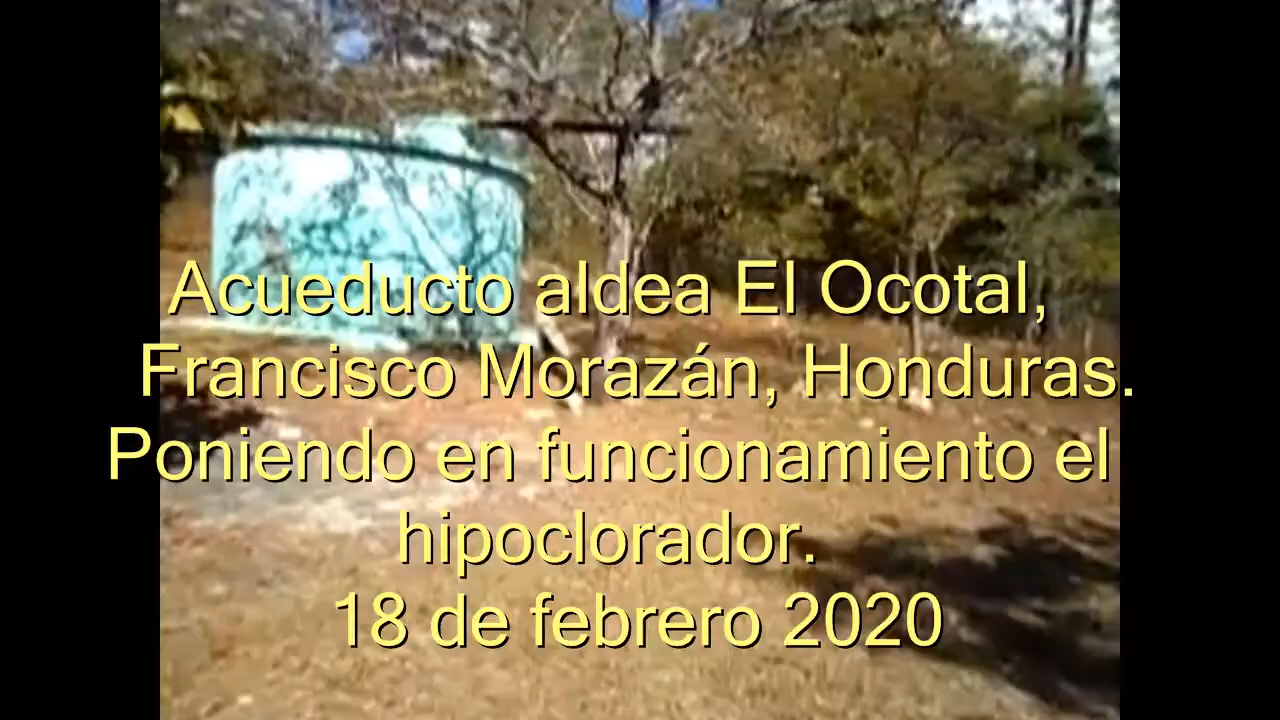 Acueducto aldea El Ocotal,
Francisco Morazán, Honduras.
Poniendo en funcionamiento el
hipoclorador.
18 de febrero 2020